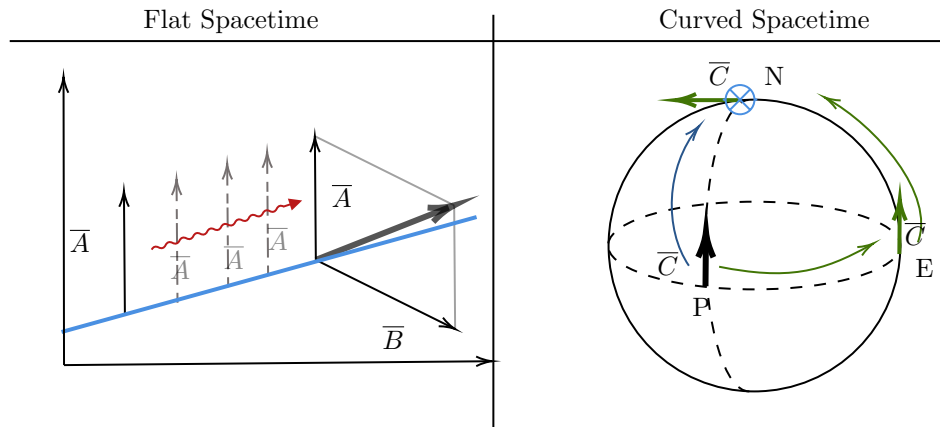 Flat Spacetime
Curved Spacetime
A̅
A̅
A̅
A̅
A̅
B̅
C̅
N
C̅
C̅
E
P